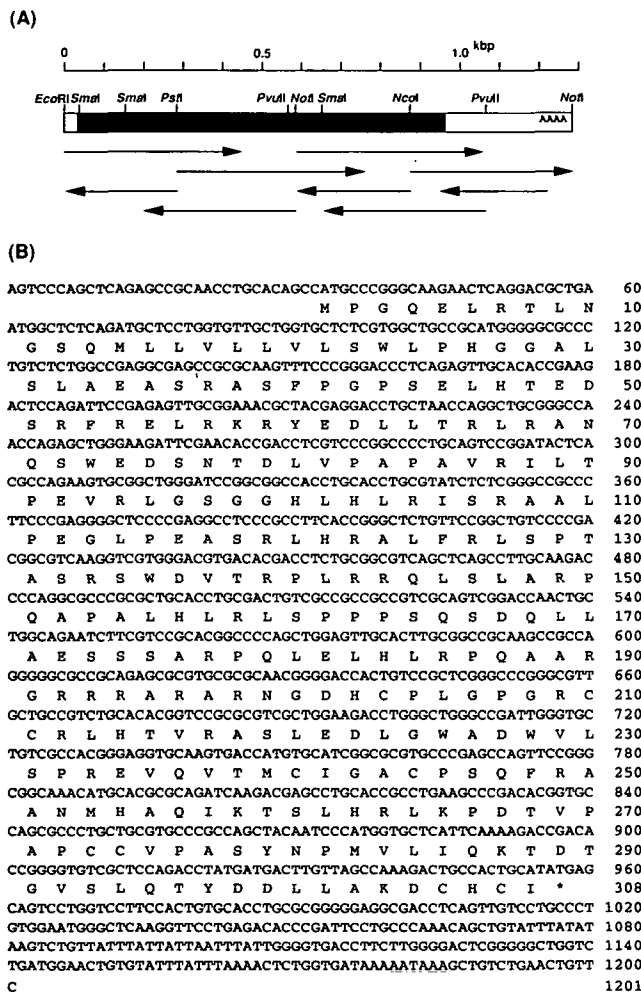 (A)
0 0.5 1.0 kbp
EcoRI SmaI SmaI PstI PvuII NotI SmaI NcoI PvuII NotI
AAAA
(B)
AGTCCCAGCTCAGAGCCGCAACCTGCACAGCCATGCCCGGGCAAGAACTCAGGACGCTGA 60
M P G Q E L R T L N 10
ATGGCTCTCAGATGCTCCTGGTGTTGCTGGTGCTCTCGTGGCTGCCGCATGGGGGCGCCC 120
G S Q M L L V L L V L S W L P H G G A L 30
TGTCTCTGGCCGAGGCGAGCCGCGCAAGTTTCCCGGGACCCTCAGAGTTGCACACCGAAG 180
S L A E A S R A S F P G P S E L H T E D 50
ACTCCAGATTCCGAGAGTTGCGGAAACGCTACGAGGACCTGCTAACCAGGCTGCGGGCCA 240
S R F R E L R K R Y E D L L T R L R A N 70
ACCAGAGCTGGGAAGATTCGAACACCGACCTCGTCCCGGCCCCTGCAGTCCGGATACTCA 300
Q S W E D S N T D L V P A P A V R I L T 90
CGCCAGAAGTGCGGCTGGGATCCGGCGGCCACCTGCACCTGCGTATCTCTCGGGCCGCCC 360
P E V R L G S G G H L H L R I S R A A L 110
TTCCCGAGGGGCTCCCCGAGGCCTCCCGCCTTCACCGGGCTCTGTTCCGGCTGTCCCCGA 420
P E G L P E A S R L H R A L F R L S P T 130
CGGCGTCAAGGTCGTGGGACGTGACACGACCTCTGCGGCGTCAGCTCAGCCTTGCAAGAC 480
A S R S W D V T R P L R R Q L S L A R P 150
CCCAGGCGCCCGCGCTGCACCTGCGACTGTCGCCGCCGCCGTCGCAGTCGGACCAACTGC 540
Q A P A L H L R L S P P P S Q S D Q L L 170
TGGCAGAATCTTCGTCCGCACGGCCCCAGCTGGAGTTGCACTTGCGGCCGCAAGCCGCCA 600
A E S S S A R P Q L E L H L R P Q A A R 190
GGGGGCGCCGCAGAGCGCGTGCGCGCAACGGGGACCACTGTCCGCTCGGGCCCGGGCGTT 660
G R R R A R A R N G D H C P L G P G R C 210
GCTGCCGTCTGCACACGGTCCGCGCGTCGCTGGAAGACCTGGGCTGGGCCGATTGGGTGC 720
C R L H T V R A S L E D L G W A D W V L 230
TGTCGCCACGGGAGGTGCAAGTGACCATGTGCATCGGCGCGTGCCCGAGCCAGTTCCGGG 780
S P R E V Q V T M C I G A C P S Q F R A 250
CGGCAAACATGCACGCGCAGATCAAGACGAGCCTGCACCGCCTGAAGCCCGACACGGTGC 840
A N M H A Q I K T S L H R L K P D T V P 270
CAGCGCCCTGCTGCGTGCCCGCCAGCTACAATCCCATGGTGCTCATTCAAAAGACCGACA 900
A P C C V P A S Y N P M V L I Q K T D T 290
CCGGGGTGTCGCTCCAGACCTATGATGACTTGTTAGCCAAAGACTGCCACTGCATATGAG 960
G V S L Q T Y D D L L A K D C H C I * 308
CAGTCCTGGTCCTTCCACTGTGCACCTGCGCGGGGGAGGCGACCTCAGTTGTCCTGCCCT 1020
GTGGAATGGGCTCAAGGTTCCTGAGACACCCGATTCCTGCCCAAACAGCTGTATTTATAT 1080
AAGTCTGTTATTTATTATTAATTTATTGGGGTGACCTTCTTGGGGACTCGGGGGCTGGTC 1140
TGATGGAACTGTGTATTTATTTAAAACTCTGGTGATAAAAATAAAGCTGTCTGAACTGTT 1200
C 1201